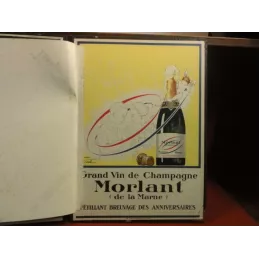 Grand Vin de Champagne
Morlant
(de la Marne)
PÉTILLANT BREUVAGE DES ANNIVERSAIRES